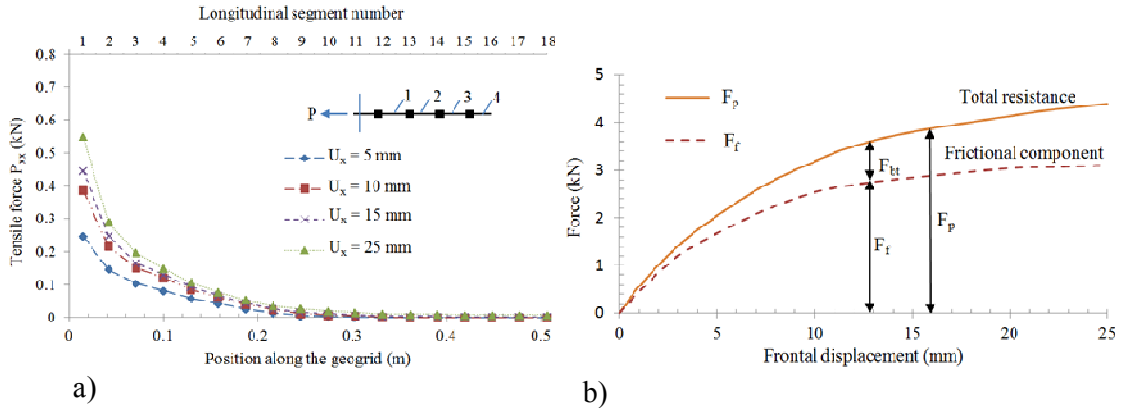 Longitudinal segment number
1 2 3 4 5 6 7 8 9 10 11 12 13 14 15 16 17 18
Tensile force Pxx (kN)
0.8
0.7
0.6
0.5
0.4
0.3
0.2
0.1
0
P
1 2 3 4
Ux = 5 mm
Ux = 10 mm
Ux = 15 mm
Ux = 25 mm
0 0.1 0.2 0.3 0.4 0.5
Position along the geogrid (m)
a)
Force (kN)
5
4
3
2
1
0
Fp
Ff
Total resistance
Frictional component
Fbt
Ff
Fp
0 5 10 15 20 25
Frontal displacement (mm)
b)